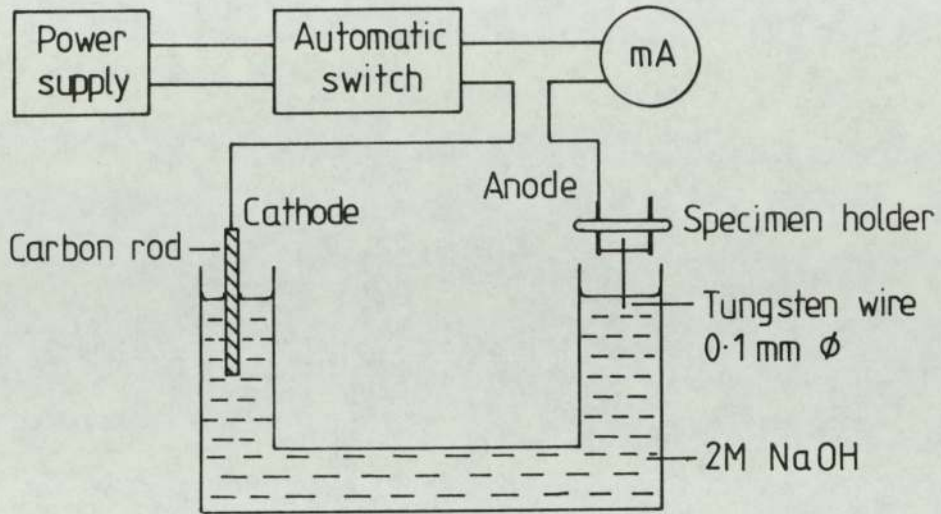 Power
supply
Automatic
switch
mA
Anode
Cathode
Specimen holder
Carbon rod
Tungsten wire
0·1 mm ϕ
2M NaOH